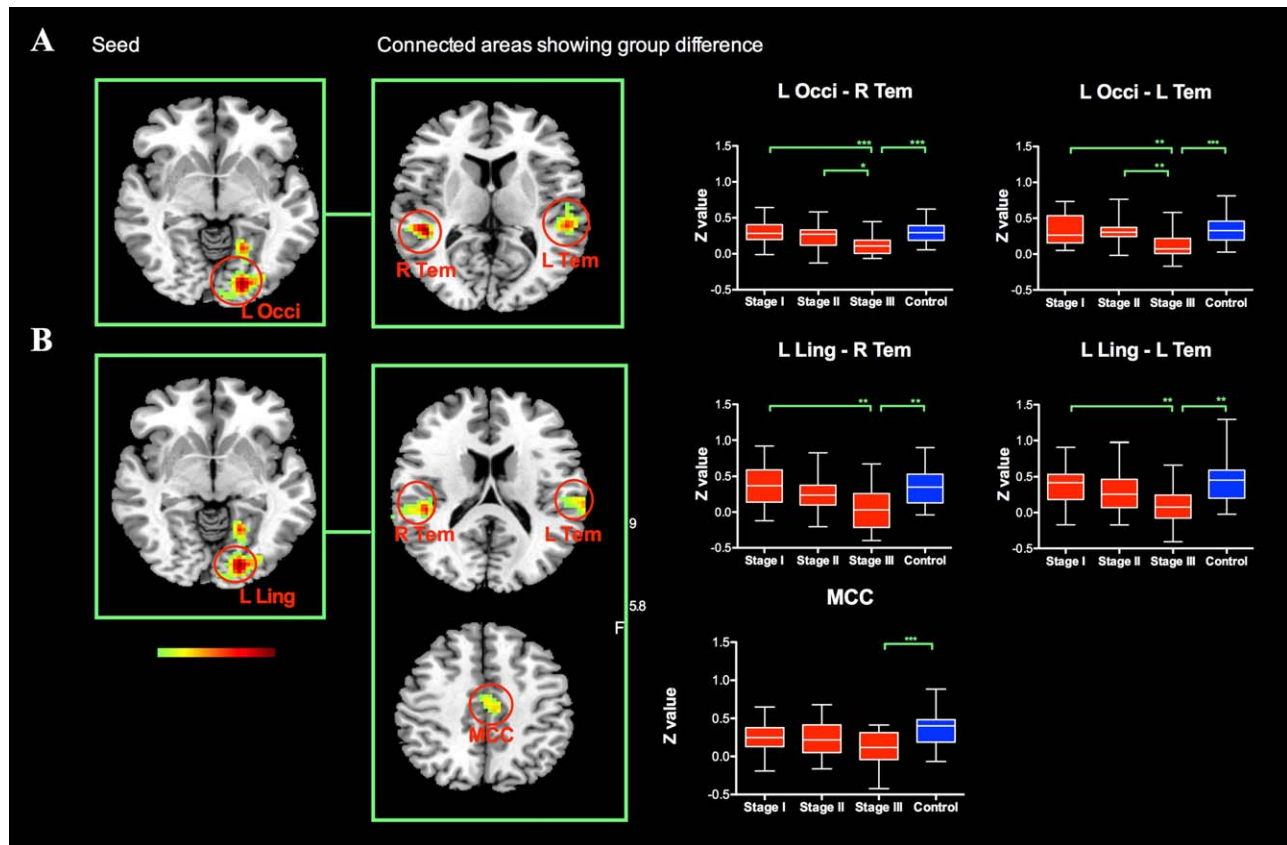 A
Seed
Connected areas showing group difference
L Occi
R Tem
L Tem
L Occi - R Tem
Z value
1.5
1.0
0.5
0.0
-0.5
***
***
*
Stage I
Stage II
Stage III
Control
L Occi - L Tem
Z value
1.5
1.0
0.5
0.0
-0.5
**
***
**
Stage I
Stage II
Stage III
Control
B
L Ling
R Tem
L Tem
MCC
9
5.8
F
L Ling - R Tem
Z value
1.5
1.0
0.5
0.0
-0.5
**
**
Stage I
Stage II
Stage III
Control
L Ling - L Tem
Z value
1.5
1.0
0.5
0.0
-0.5
**
**
Stage I
Stage II
Stage III
Control
MCC
Z value
1.5
1.0
0.5
0.0
-0.5
***
Stage I
Stage II
Stage III
Control